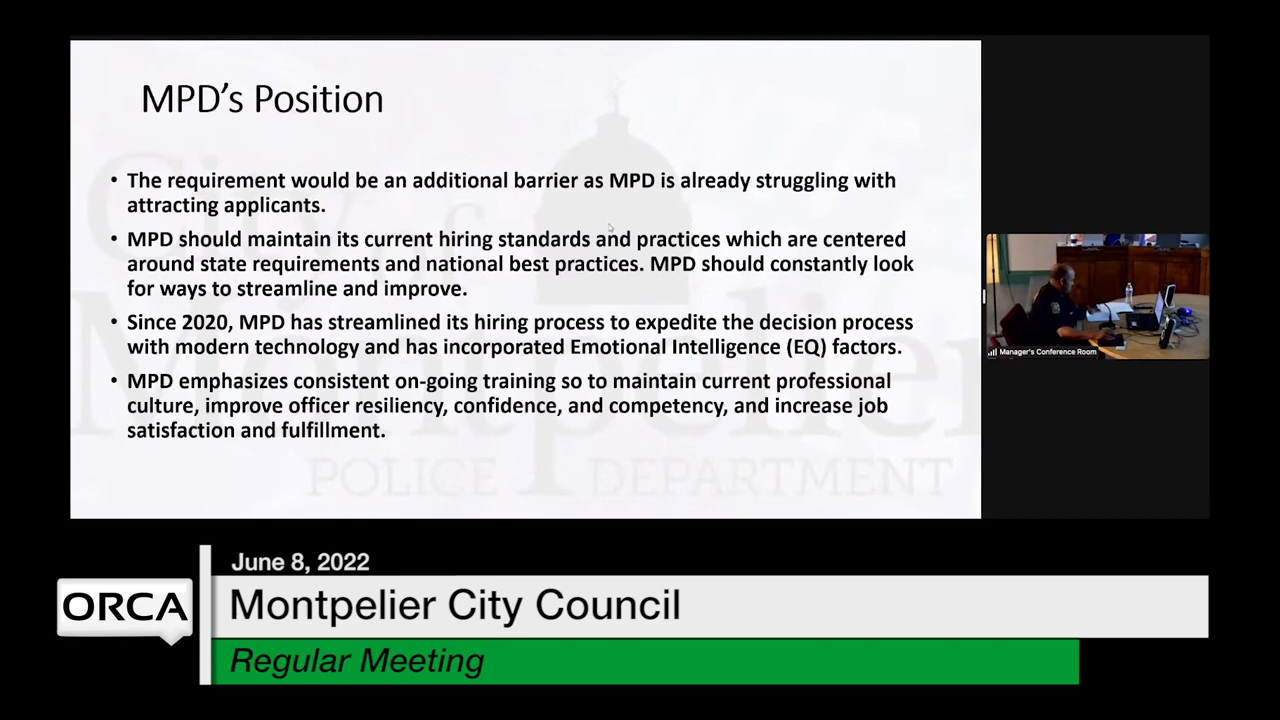 MPD's Position
• The requirement would be an additional barrier as MPD is already struggling with
attracting applicants.
• MPD should maintain its current hiring standards and practices which are centered
around state requirements and national best practices. MPD should constantly look
for ways to streamline and improve.
• Since 2020, MPD has streamlined its hiring process to expedite the decision process
with modern technology and has incorporated Emotional Intelligence (EQ) factors.
• MPD emphasizes consistent on-going training so to maintain current professional
culture, improve officer resiliency, confidence, and competency, and increase job
satisfaction and fulfillment.
City of
Montpelier
POLICE DEPARTMENT
Manager's Conference Room
June 8, 2022
ORCA
Montpelier City Council
Regular Meeting